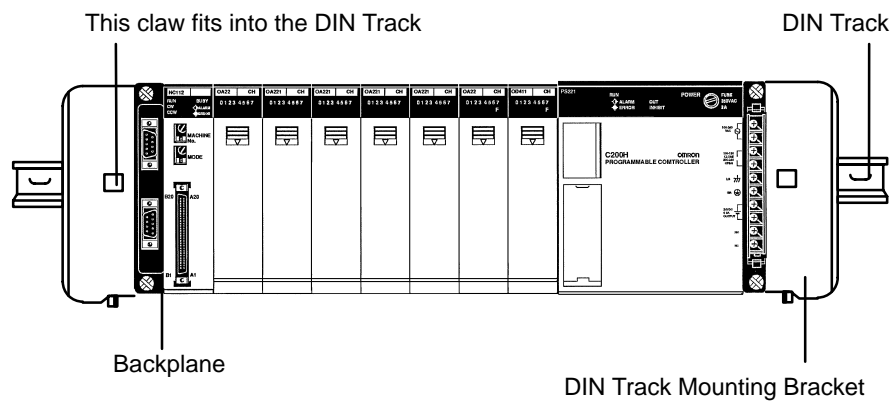 This claw fits into the DIN Track
DIN Track
HC112
RUN BUSY
CW ALARM
CCW ERROR
MACHINE No.
MODE
B20 A20
B1 A1
OA22 CH
0 1 2 3 4 5 6 7
OA221 CH
0 1 2 3 4 5 6 7
OA221 CH
0 1 2 3 4 5 6 7
OA221 CH
0 1 2 3 4 5 6 7
OA221 CH
0 1 2 3 4 5 6 7
OA22 CH
0 1 2 3 4 5 6 7
F
OD411 CH
0 1 2 3 4 5 6 7
F
PS221
RUN
ALARM OUT
ERROR INHIBIT
POWER
FUSE
250VAC
2A
C200H omron
PROGRAMMABLE COMTROLLER
OUTPUT
Backplane
DIN Track Mounting Bracket